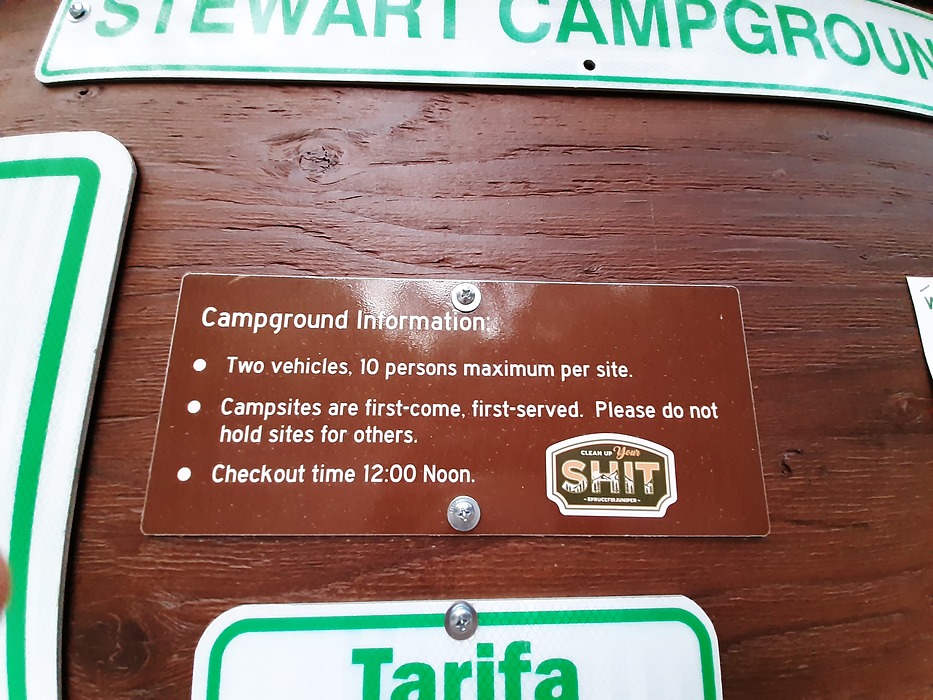 STEWART CAMPGROUN
Campground Information:
• Two vehicles, 10 persons maximum per site.
• Campsites are first-come, first-served. Please do not
hold sites for others.
• Checkout time 12:00 Noon.
CLEAN UP Your
SHIT
- SPRUCEFIRJUNIPER -
Tarifa